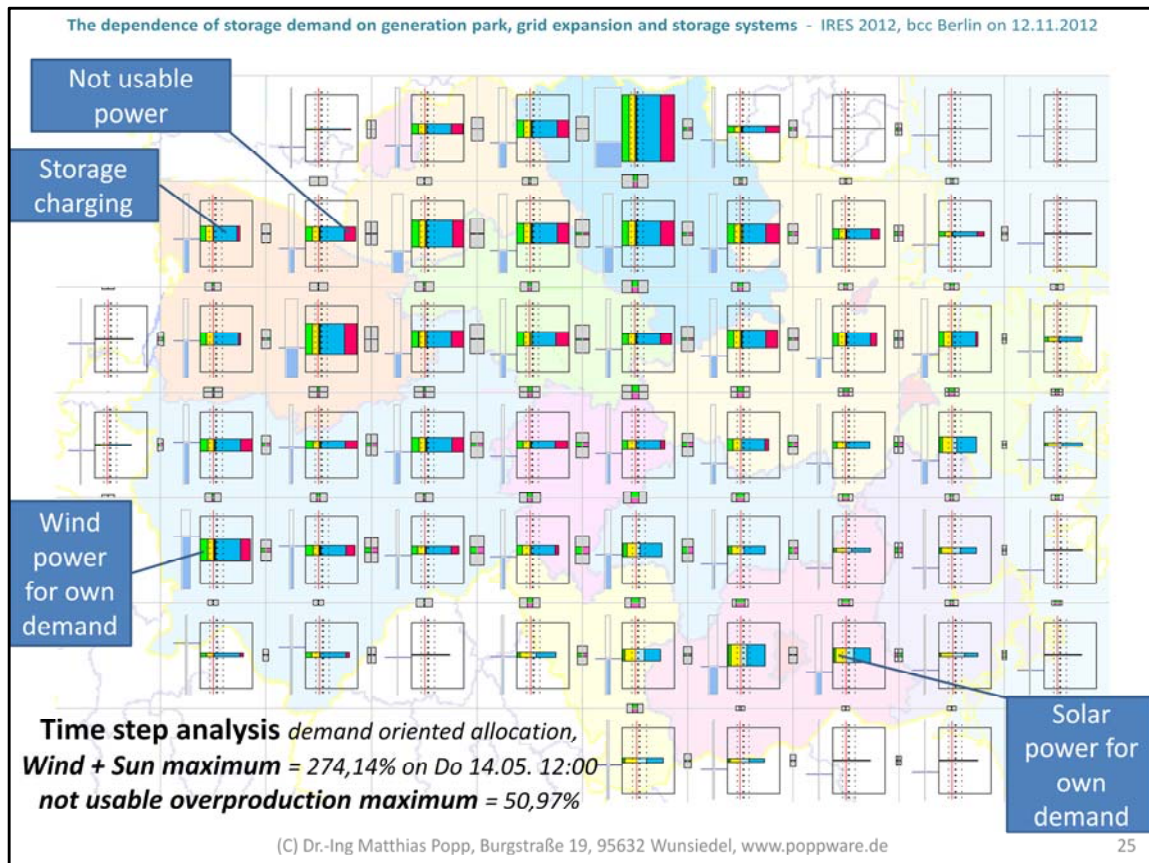 The dependence of storage demand on generation park, grid expansion and storage systems - IRES 2012, bcc Berlin on 12.11.2012
Not usable
power
Storage
charging
Wind
power
for own
demand
Time step analysis demand oriented allocation,
Wind + Sun maximum = 274,14% on Do 14.05. 12:00
not usable overproduction maximum = 50,97%
Solar
power for
own
demand
(C) Dr.-Ing Matthias Popp, Burgstraße 19, 95632 Wunsiedel, www.poppware.de
25